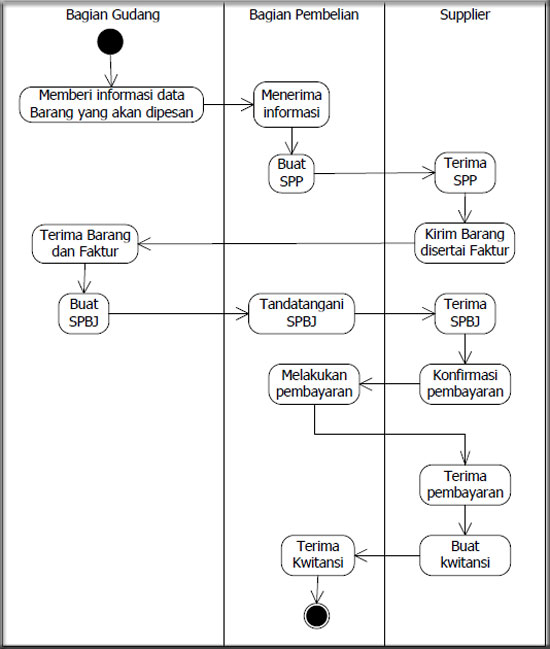 Bagian Gudang
Bagian Pembelian
Supplier
Memberi informasi data
Barang yang akan dipesan
Menerima
informasi
Buat
SPP
Terima
SPP
Kirim Barang
disertai Faktur
Terima Barang
dan Faktur
Buat
SPBJ
Tandatangani
SPBJ
Terima
SPBJ
Konfirmasi
pembayaran
Melakukan
pembayaran
Terima
pembayaran
Buat
kwitansi
Terima
Kwitansi